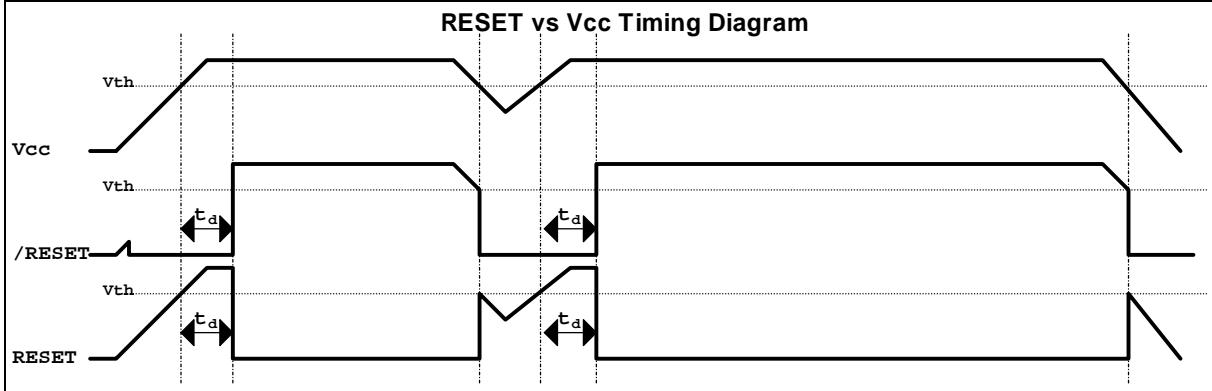 RESET vs Vcc Timing Diagram
Vth
Vcc
Vth
td td
/RESET
Vth
td td
RESET